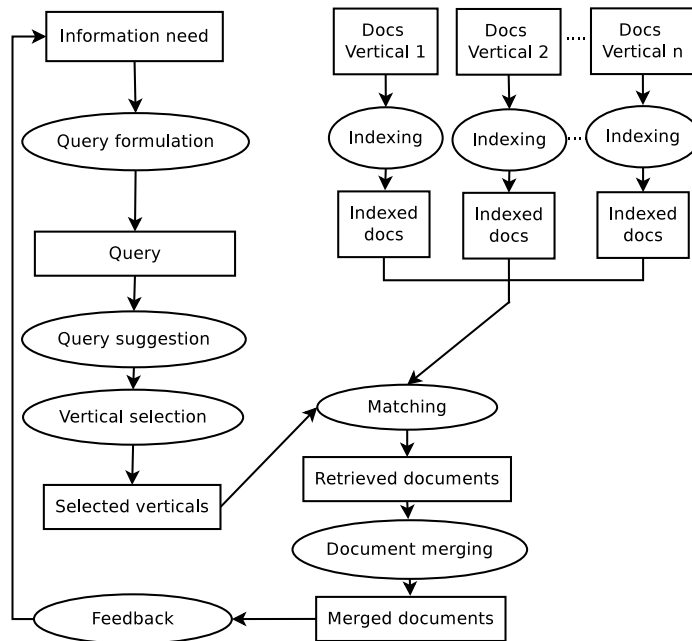 Information need
Query formulation
Query
Query suggestion
Vertical selection
Selected verticals
Docs
Vertical 1
Docs
Vertical 2
Docs
Vertical n
Indexing
Indexing
Indexing
Indexed
docs
Indexed
docs
Indexed
docs
Matching
Retrieved documents
Document merging
Merged documents
Feedback